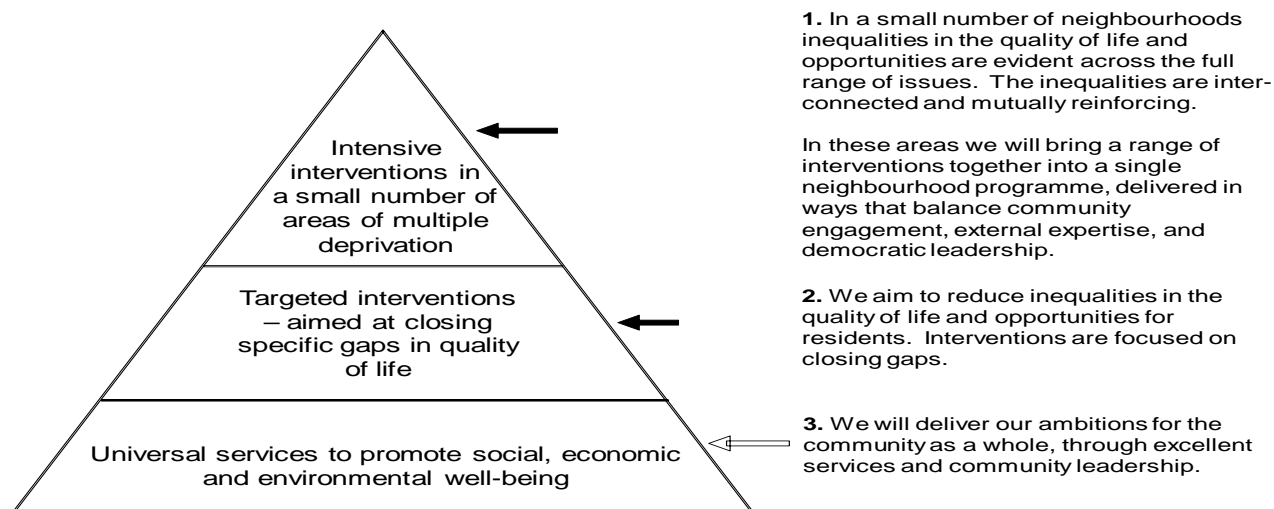 Intensive
interventions in
a small number of
areas of multiple
deprivation
Targeted interventions
– aimed at closing
specific gaps in quality
of life
Universal services to promote social, economic
and environmental well-being
1. In a small number of neighbourhoods
inequalities in the quality of life and
opportunities are evident across the full
range of issues. The inequalities are inter-
connected and mutually reinforcing.
In these areas we will bring a range of
interventions together into a single
neighbourhood programme, delivered in
ways that balance community
engagement, external expertise, and
democratic leadership.
2. We aim to reduce inequalities in the
quality of life and opportunities for
residents. Interventions are focused on
closing gaps.
3. We will deliver our ambitions for the
community as a whole, through excellent
services and community leadership.